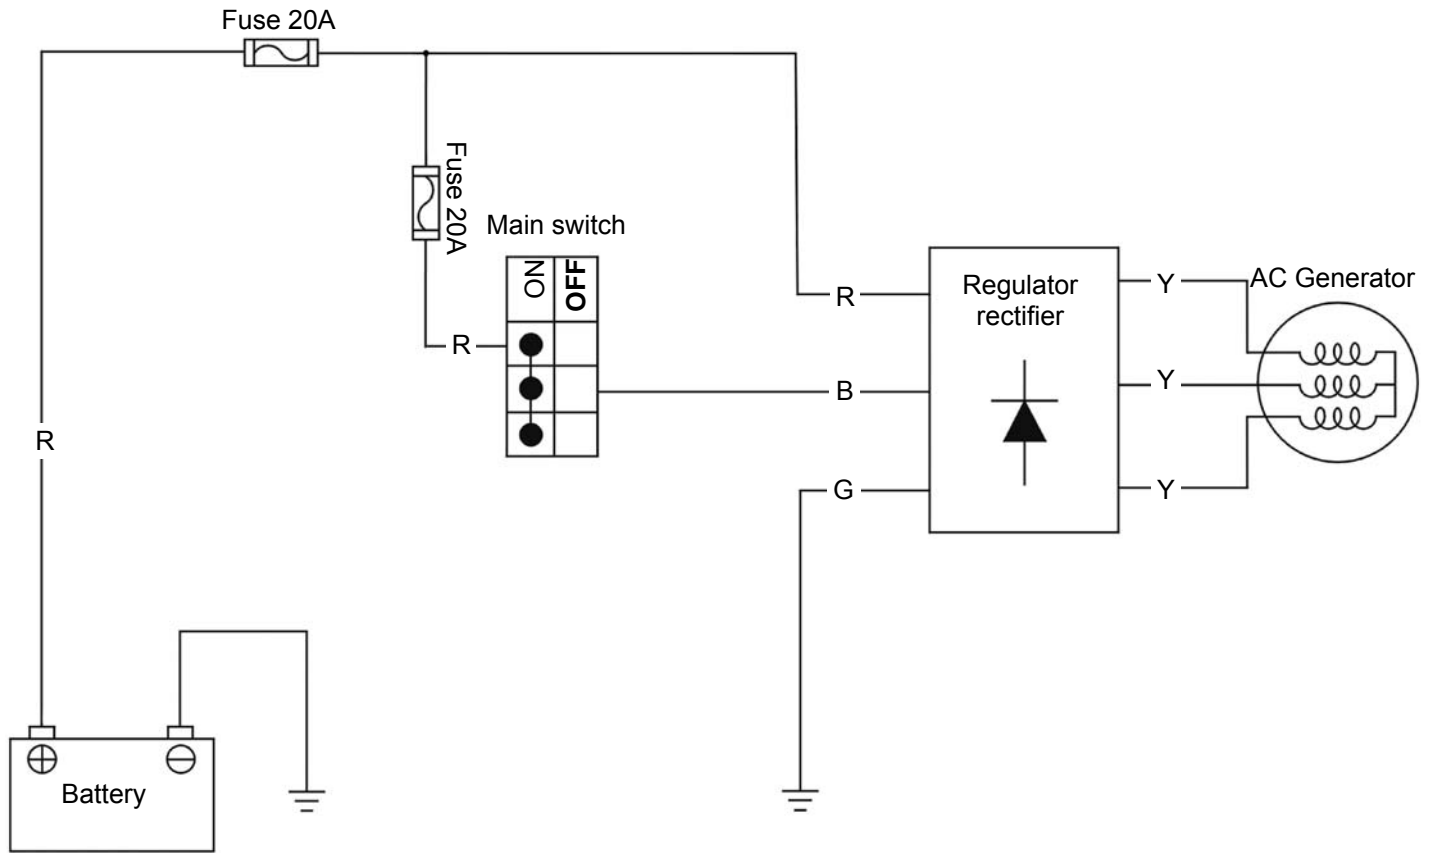 Fuse 20A
Fuse 20A
Main switch
ON
OFF
R
R
R
B
G
Regulator
rectifier
Y
Y
Y
AC Generator
Battery